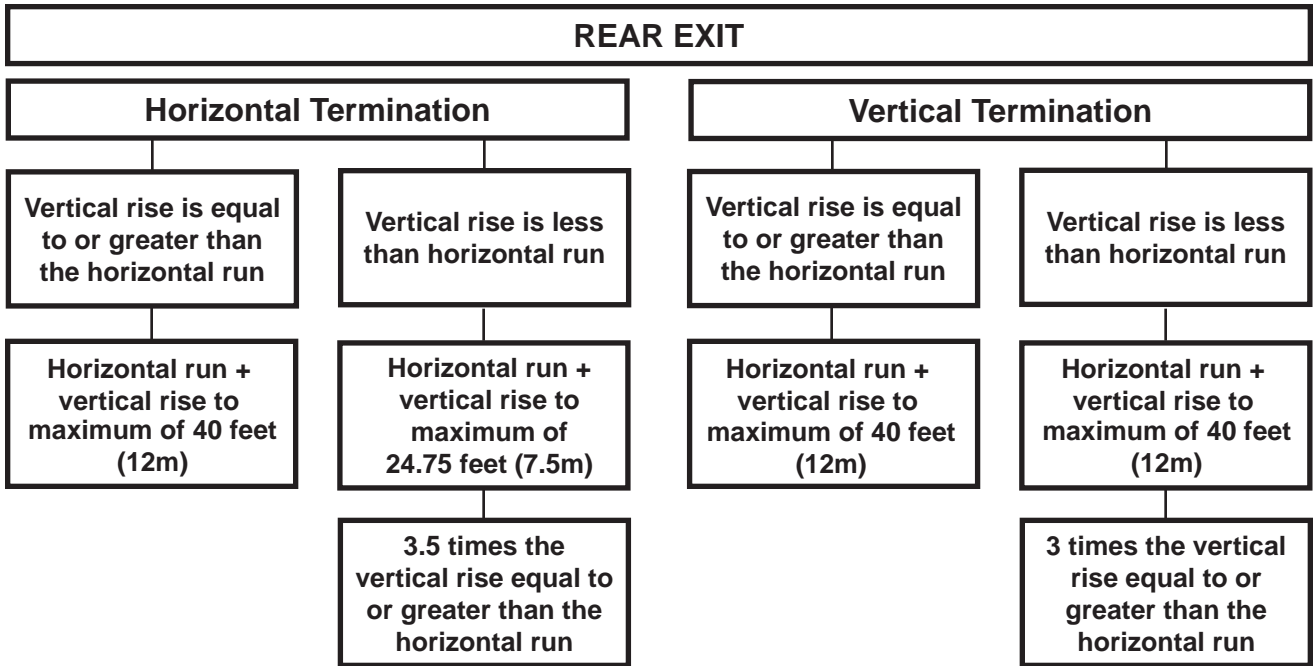 REAR EXIT
Horizontal Termination
Vertical rise is equal
to or greater than
the horizontal run
Horizontal run +
vertical rise to
maximum of 40 feet
(12m)
Vertical rise is less
than horizontal run
Horizontal run +
vertical rise to
maximum of
24.75 feet (7.5m)
3.5 times the
vertical rise equal to
or greater than the
horizontal run
Vertical Termination
Vertical rise is equal
to or greater than
the horizontal run
Horizontal run +
vertical rise to
maximum of 40 feet
(12m)
Vertical rise is less
than horizontal run
Horizontal run +
vertical rise to
maximum of 40 feet
(12m)
3 times the vertical
rise equal to or
greater than the
horizontal run